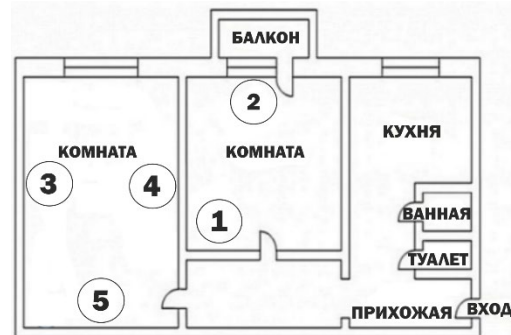 БАЛКОН
2
КУХНЯ
КОМНАТА
КОМНАТА
3
4
1
ВАННАЯ
ТУАЛЕТ
5
ПРИХОЖАЯ
ВХОД